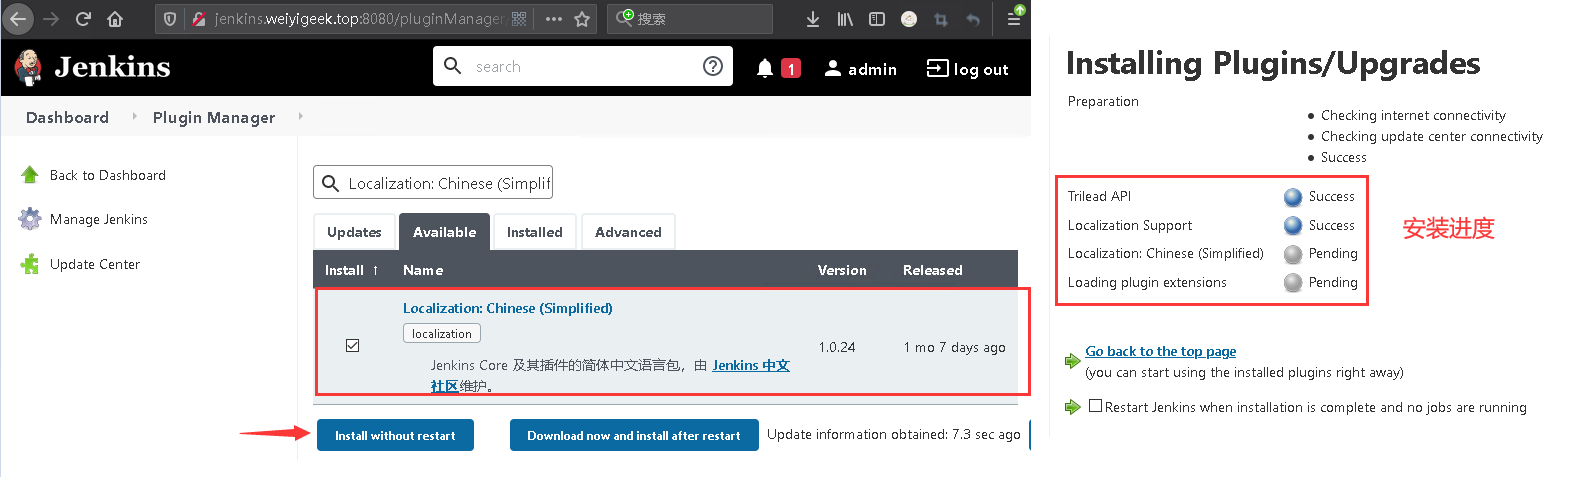 jenkins.weiyigeek.top:8080/pluginManager
搜索
Jenkins
search
1
admin
log out
Dashboard
Plugin Manager
Back to Dashboard
Manage Jenkins
Update Center
Localization: Chinese (Simplif
Updates
Available
Installed
Advanced
Install ↑
Name
Version
Released
Localization: Chinese (Simplified)
localization
Jenkins Core 及其插件的简体中文语言包，由 Jenkins 中文
社区维护。
1.0.24
1 mo 7 days ago
Install without restart
Download now and install after restart
Update information obtained: 7.3 sec ago
Installing Plugins/Upgrades
Preparation
Checking internet connectivity
Checking update center connectivity
Success
Trilead API
Success
Localization Support
Success
Localization: Chinese (Simplified)
Pending
Loading plugin extensions
Pending
安装进度
Go back to the top page
(you can start using the installed plugins right away)
Restart Jenkins when installation is complete and no jobs are running